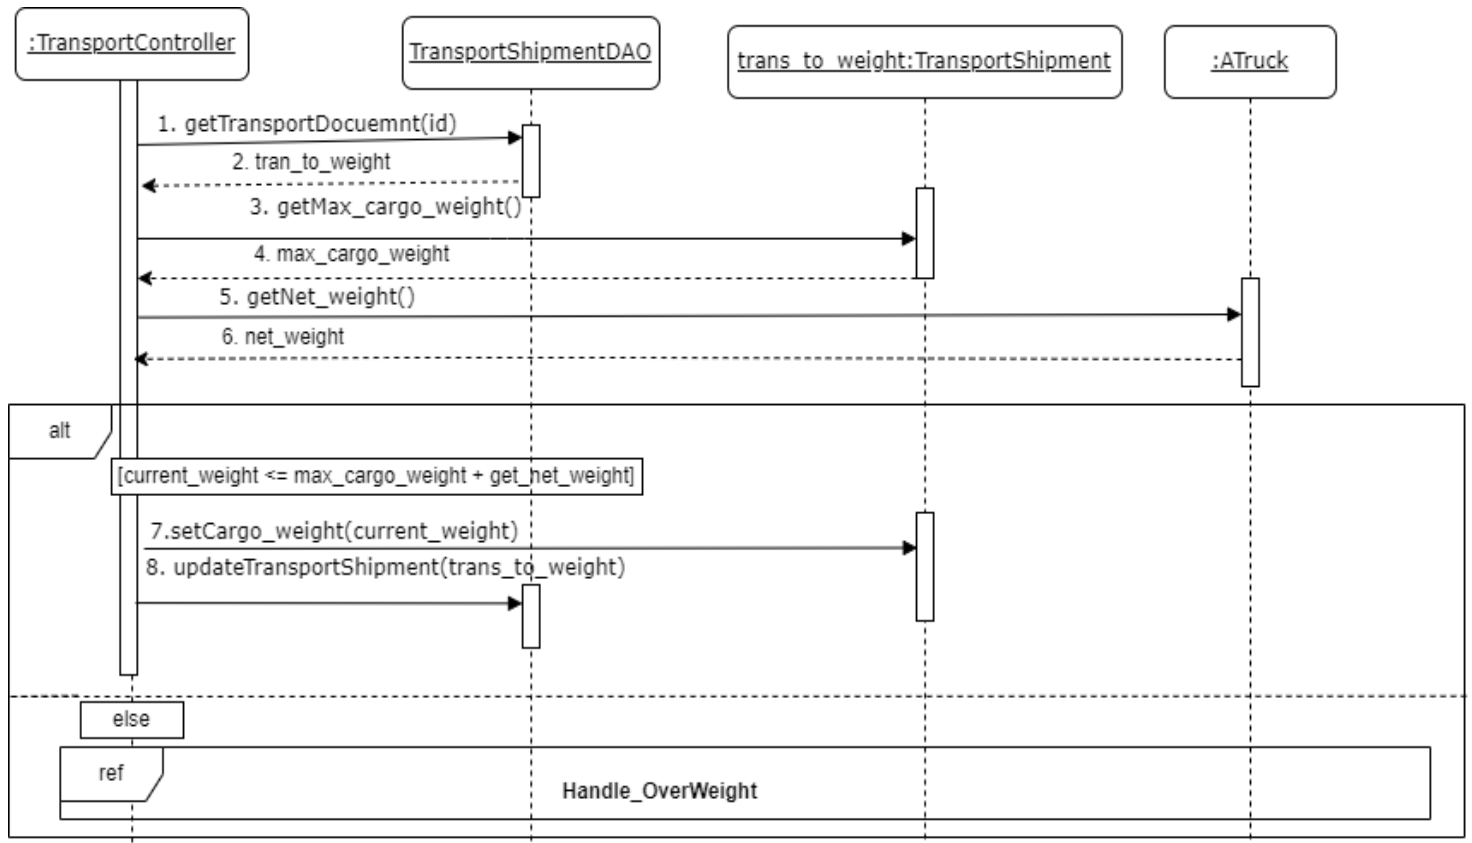 :TransportController
TransportShipmentDAO
trans_to_weight:TransportShipment
:ATruck
1. getTransportDocuemnt(id)
2. tran_to_weight
3. getMax_cargo_weight()
4. max_cargo_weight
5. getNet_weight()
6. net_weight
alt
[current_weight <= max_cargo_weight + get_net_weight]
7.setCargo_weight(current_weight)
8. updateTransportShipment(trans_to_weight)
else
ref
Handle_OverWeight